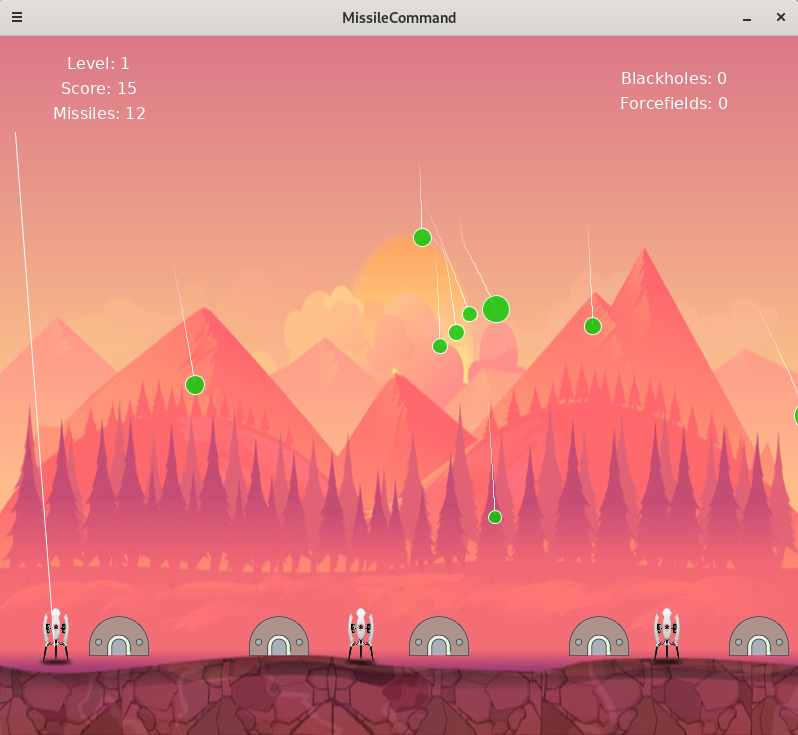 MissileCommand
Level: 1
Score: 15
Missiles: 12
Blackholes: 0
Forcefields: 0